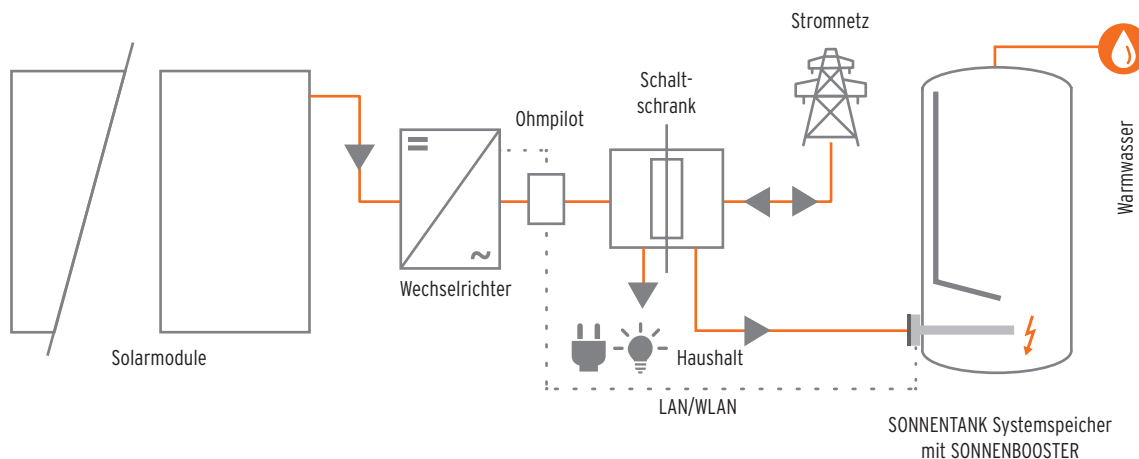 Stromnetz
Schalt-
schrank
Ohmpilot
Warmwasser
Wechselrichter
Solarmodule
Haushalt
LAN/WLAN
SONNENTANK Systemspeicher
mit SONNENBOOSTER